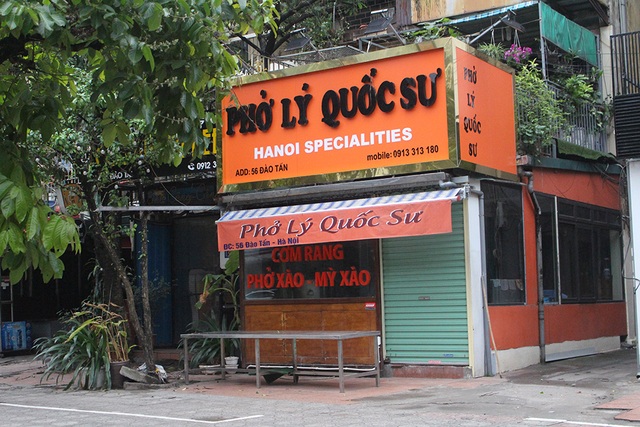 PHỞ LÝ QUỐC SƯ
HANOI SPECIALITIES
ADD: 56 ĐÀO TẤN
mobile: 0913 313 180
PHỞ
LÝ
QUỐC
SƯ
0912 3
Phở Lý Quốc Sư
ĐC: 56 Đào Tấn - Hà Nội
CƠM RANG
PHỞ XÀO - MỲ XÀO